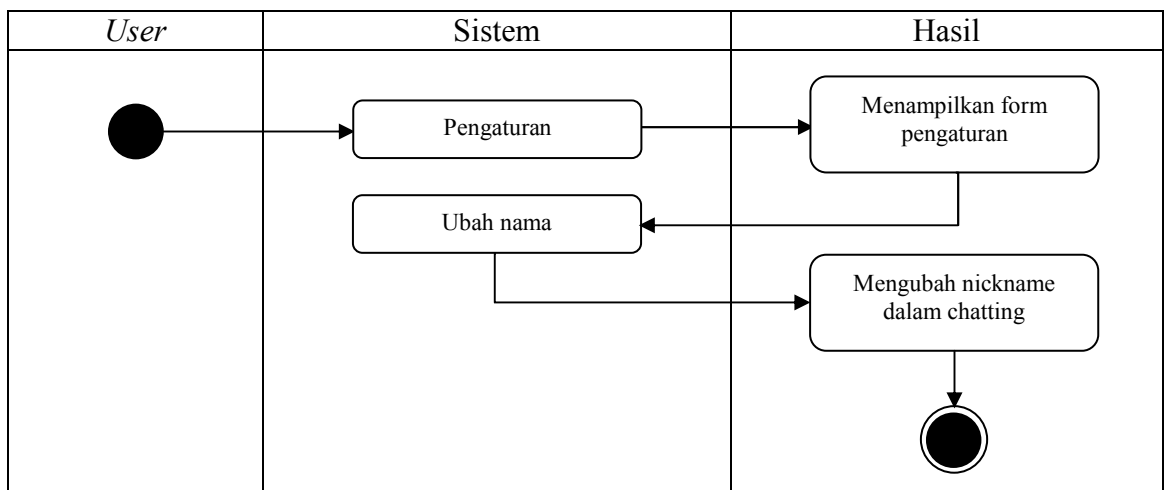 User
Sistem
Hasil
Pengaturan
Menampilkan form
pengaturan
Ubah nama
Mengubah nickname
dalam chatting